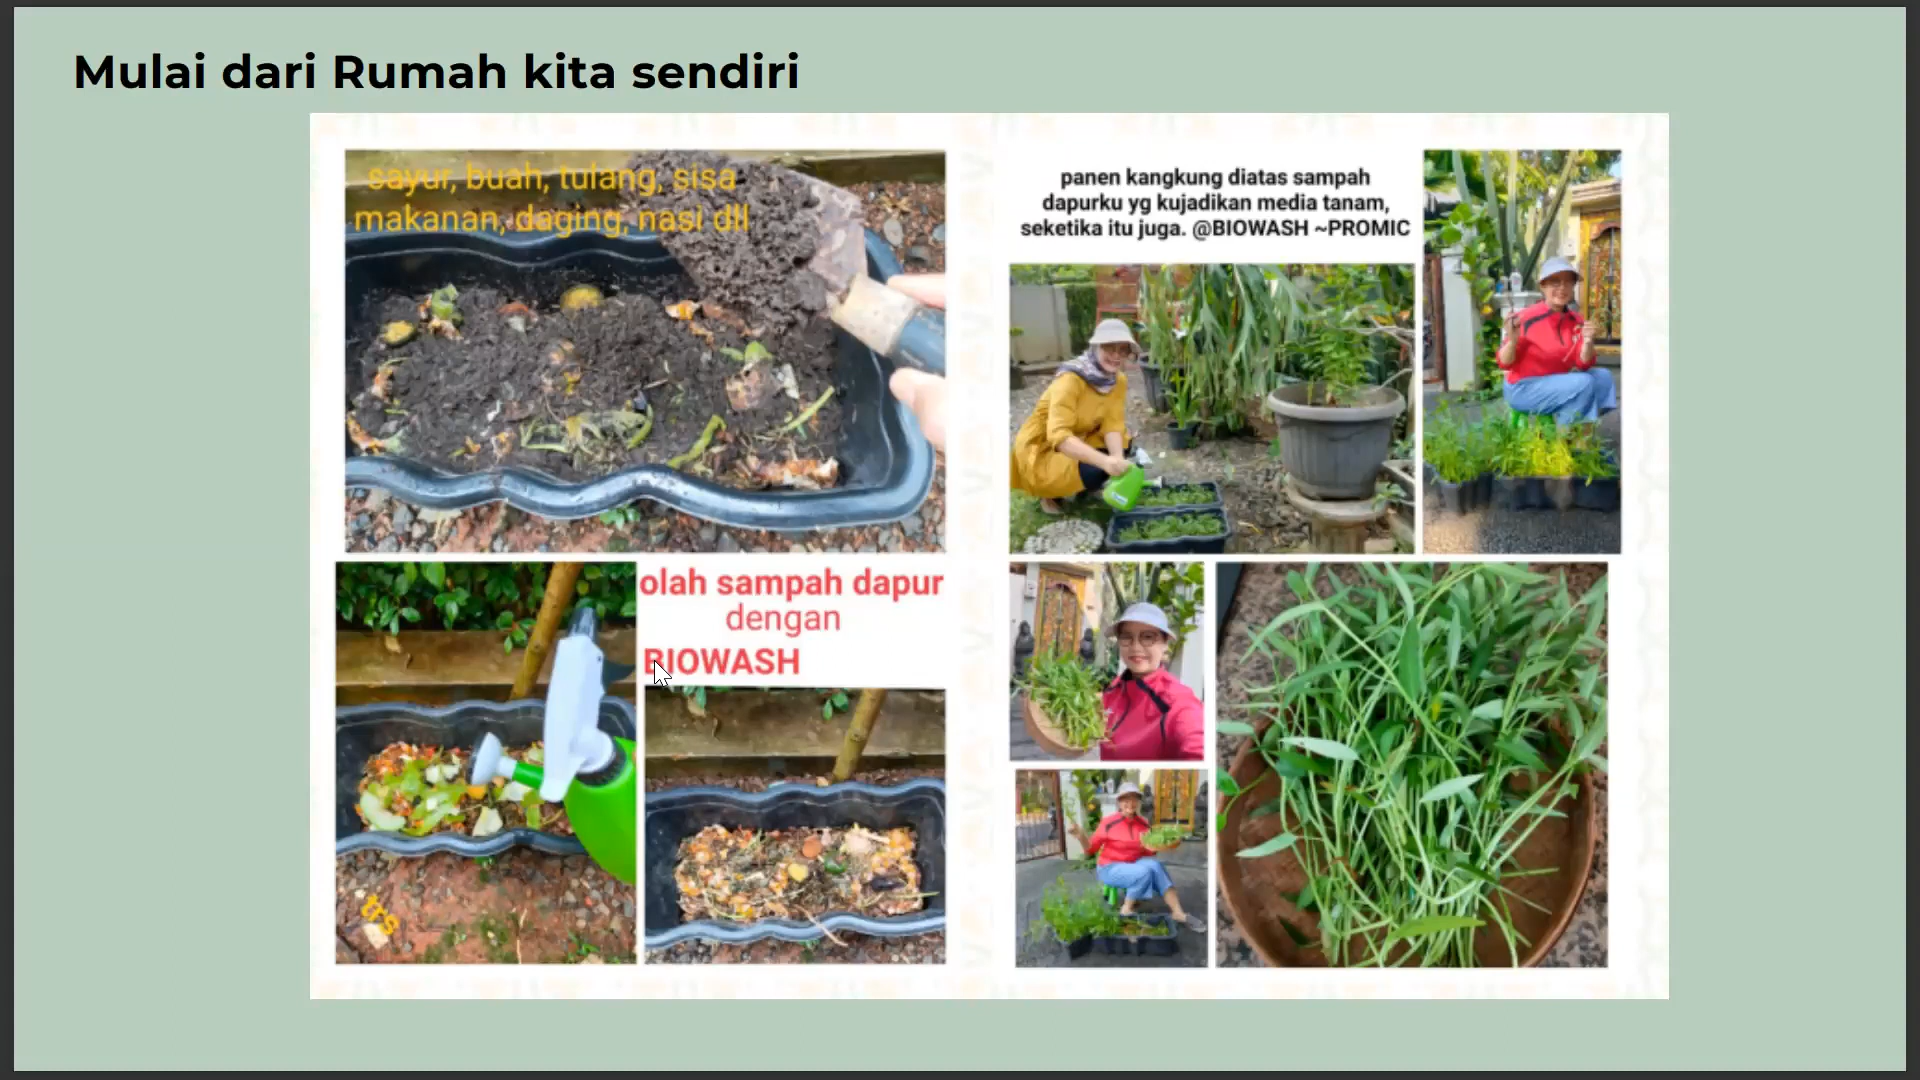 Mulai dari Rumah kita sendiri
sayur, buah, tulang, sisa
makanan, daging, nasi dll
olah sampah dapur
dengan
BIOWASH
trs
panen kangkung diatas sampah
dapurku yg kujadikan media tanam,
seketika itu juga. @BIOWASH ~PROMIC